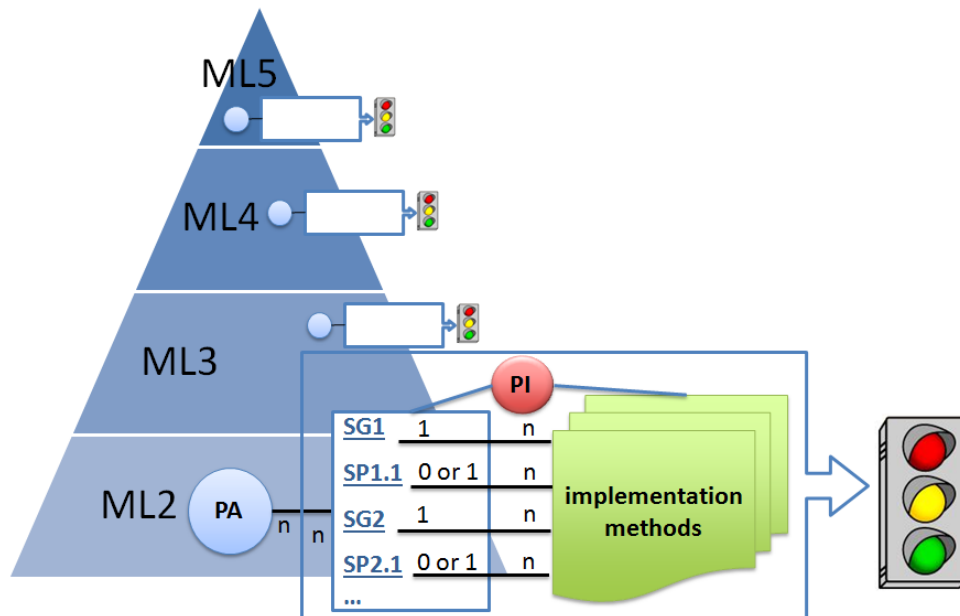 ML5
ML4
ML3
PI
SG1 1 n
SP1.1 0 or 1 n
ML2 PA n n
SG2 1 n
SP2.1 0 or 1 n
...
implementation
methods